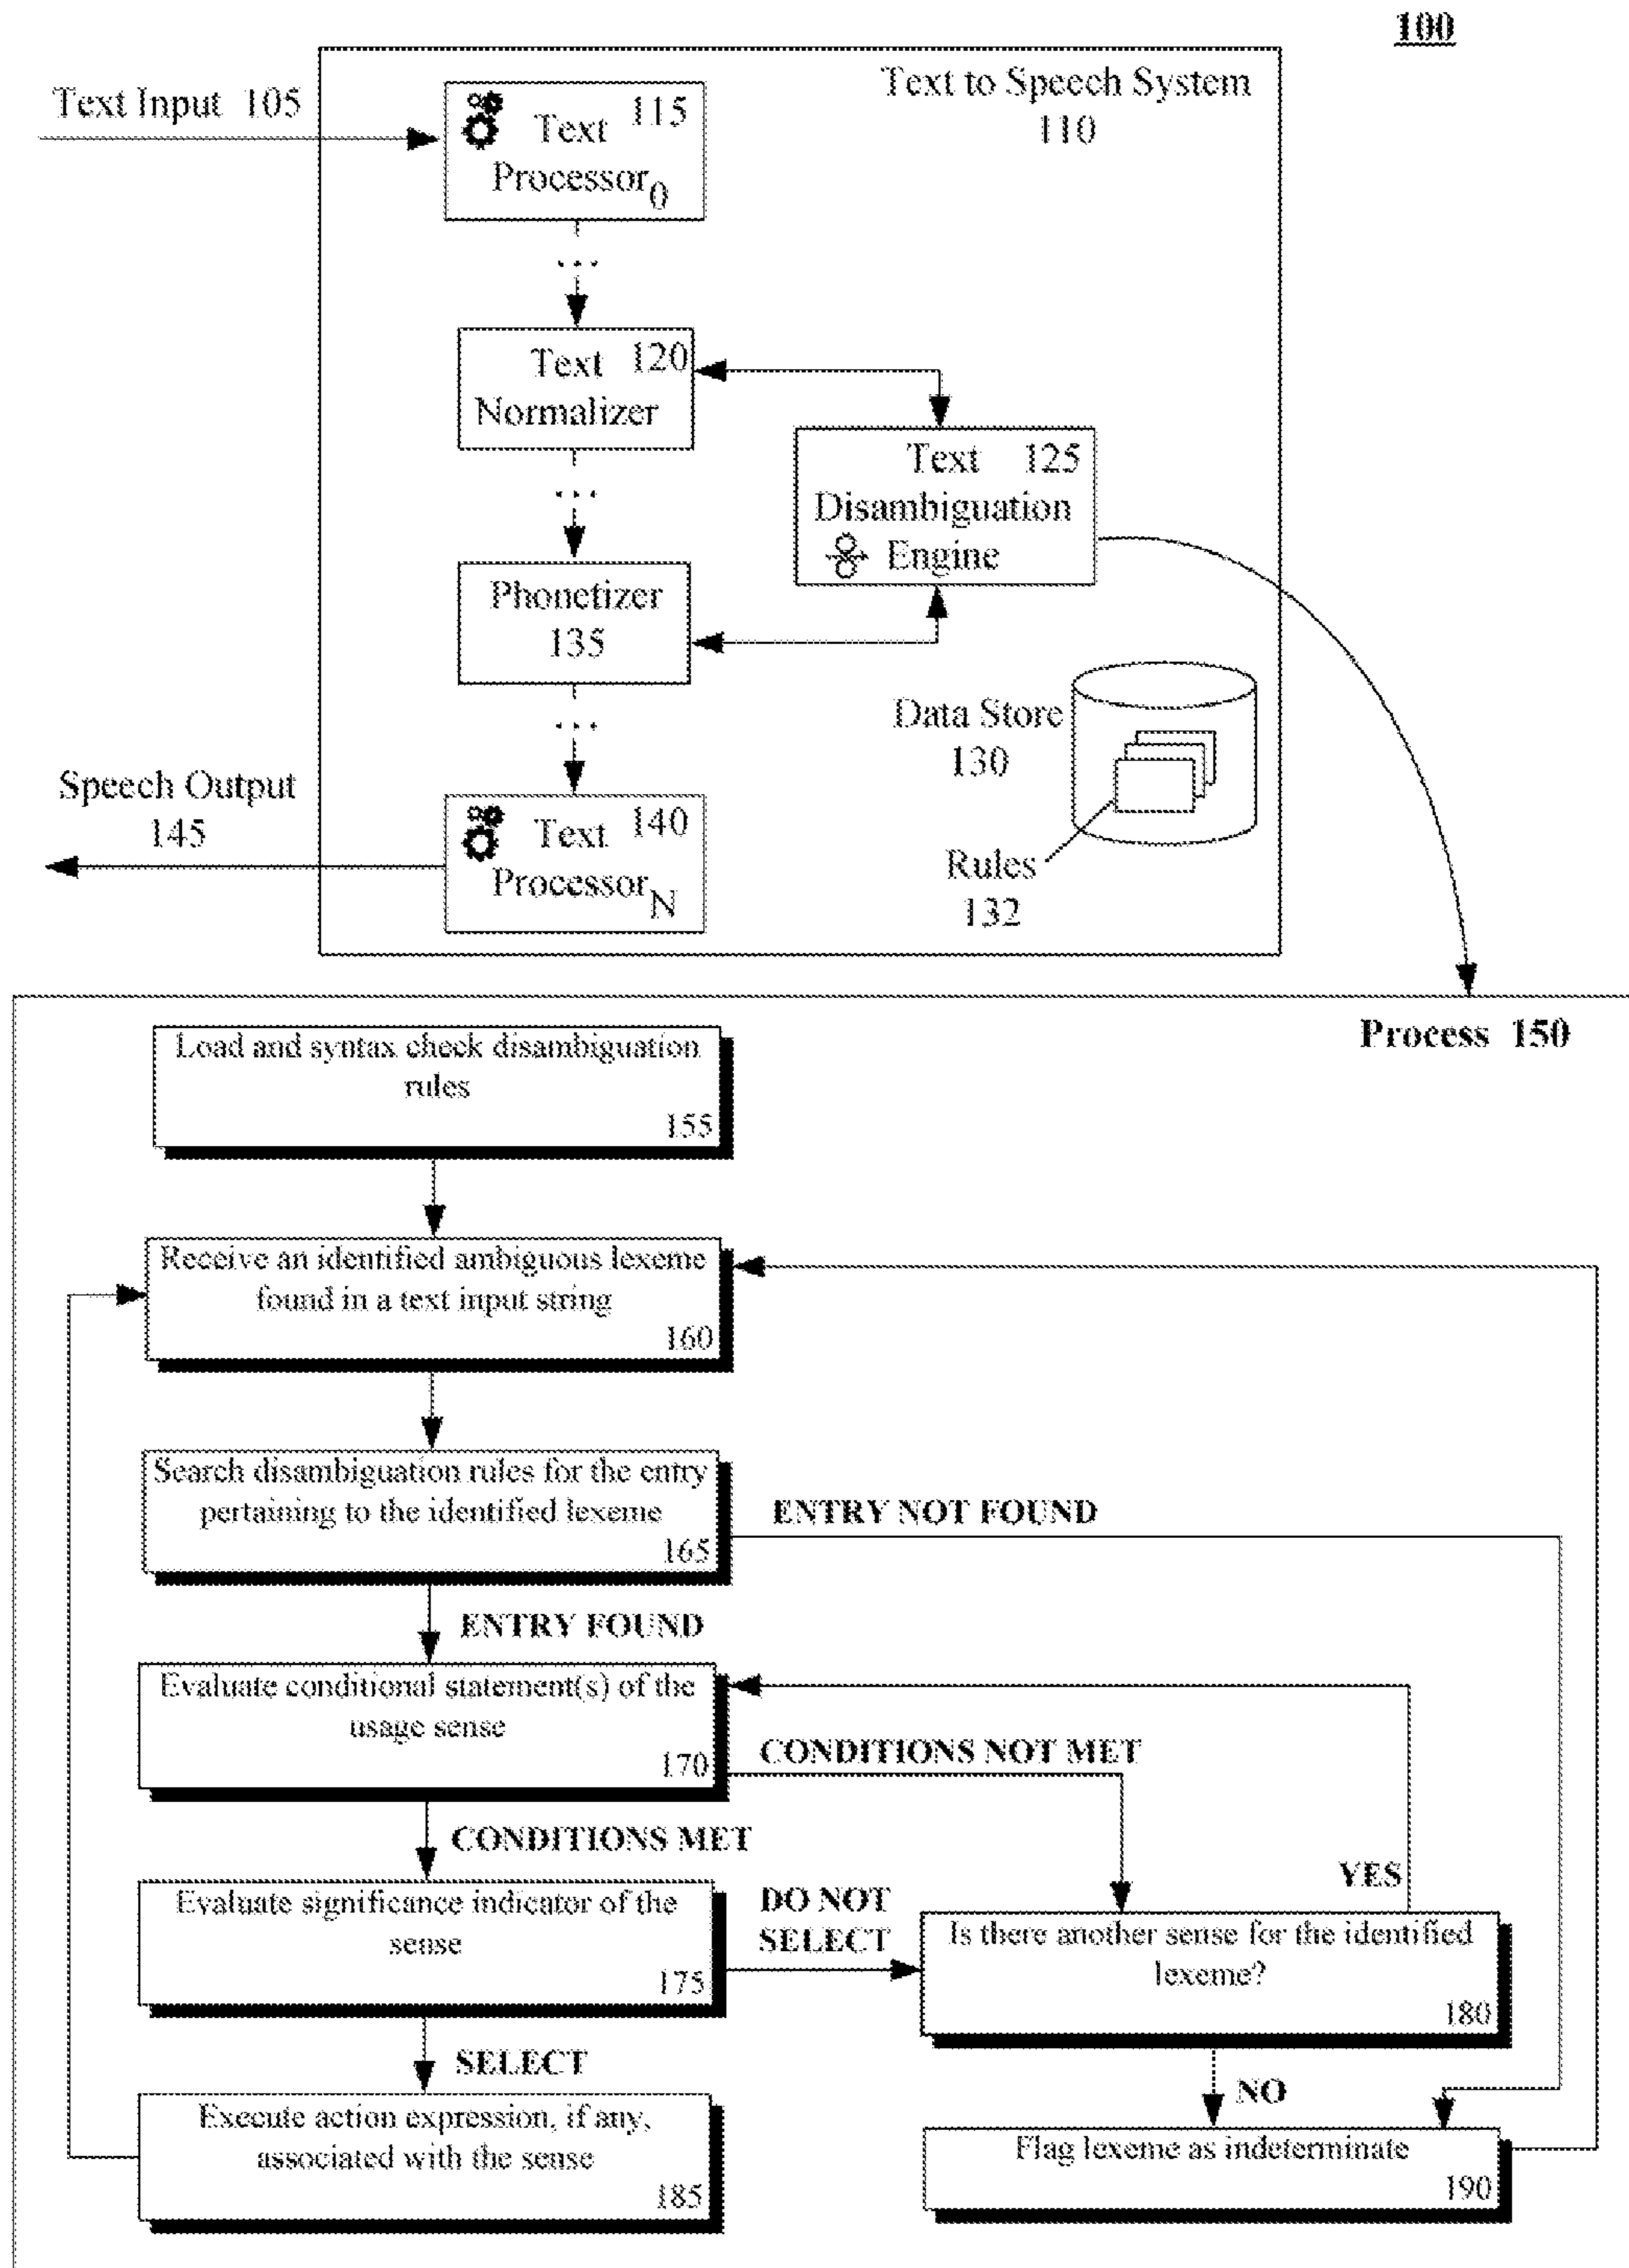 100
Text to Speech System
110
Text Input 105
115
Text
Processor0
...
120
Text
Normalizer
Text 125
Disambiguation
Engine
...
Phonetizer
135
Data Store
130
...
Rules
132
Speech Output
145
140
Text
ProcessorN
Process 150
Load and syntax check disambiguation
rules
155
Receive an identified ambiguous lexeme
found in a text input string
160
Search disambiguation rules for the entry
pertaining to the identified lexeme
165
ENTRY NOT FOUND
ENTRY FOUND
Evaluate conditional statement(s) of the
usage sense
170
CONDITIONS NOT MET
CONDITIONS MET
YES
Evaluate significance indicator of the
sense
175
DO NOT
SELECT
Is there another sense for the identified
lexeme?
180
SELECT
NO
Execute action expression, if any,
associated with the sense
185
Flag lexeme as indeterminate
190